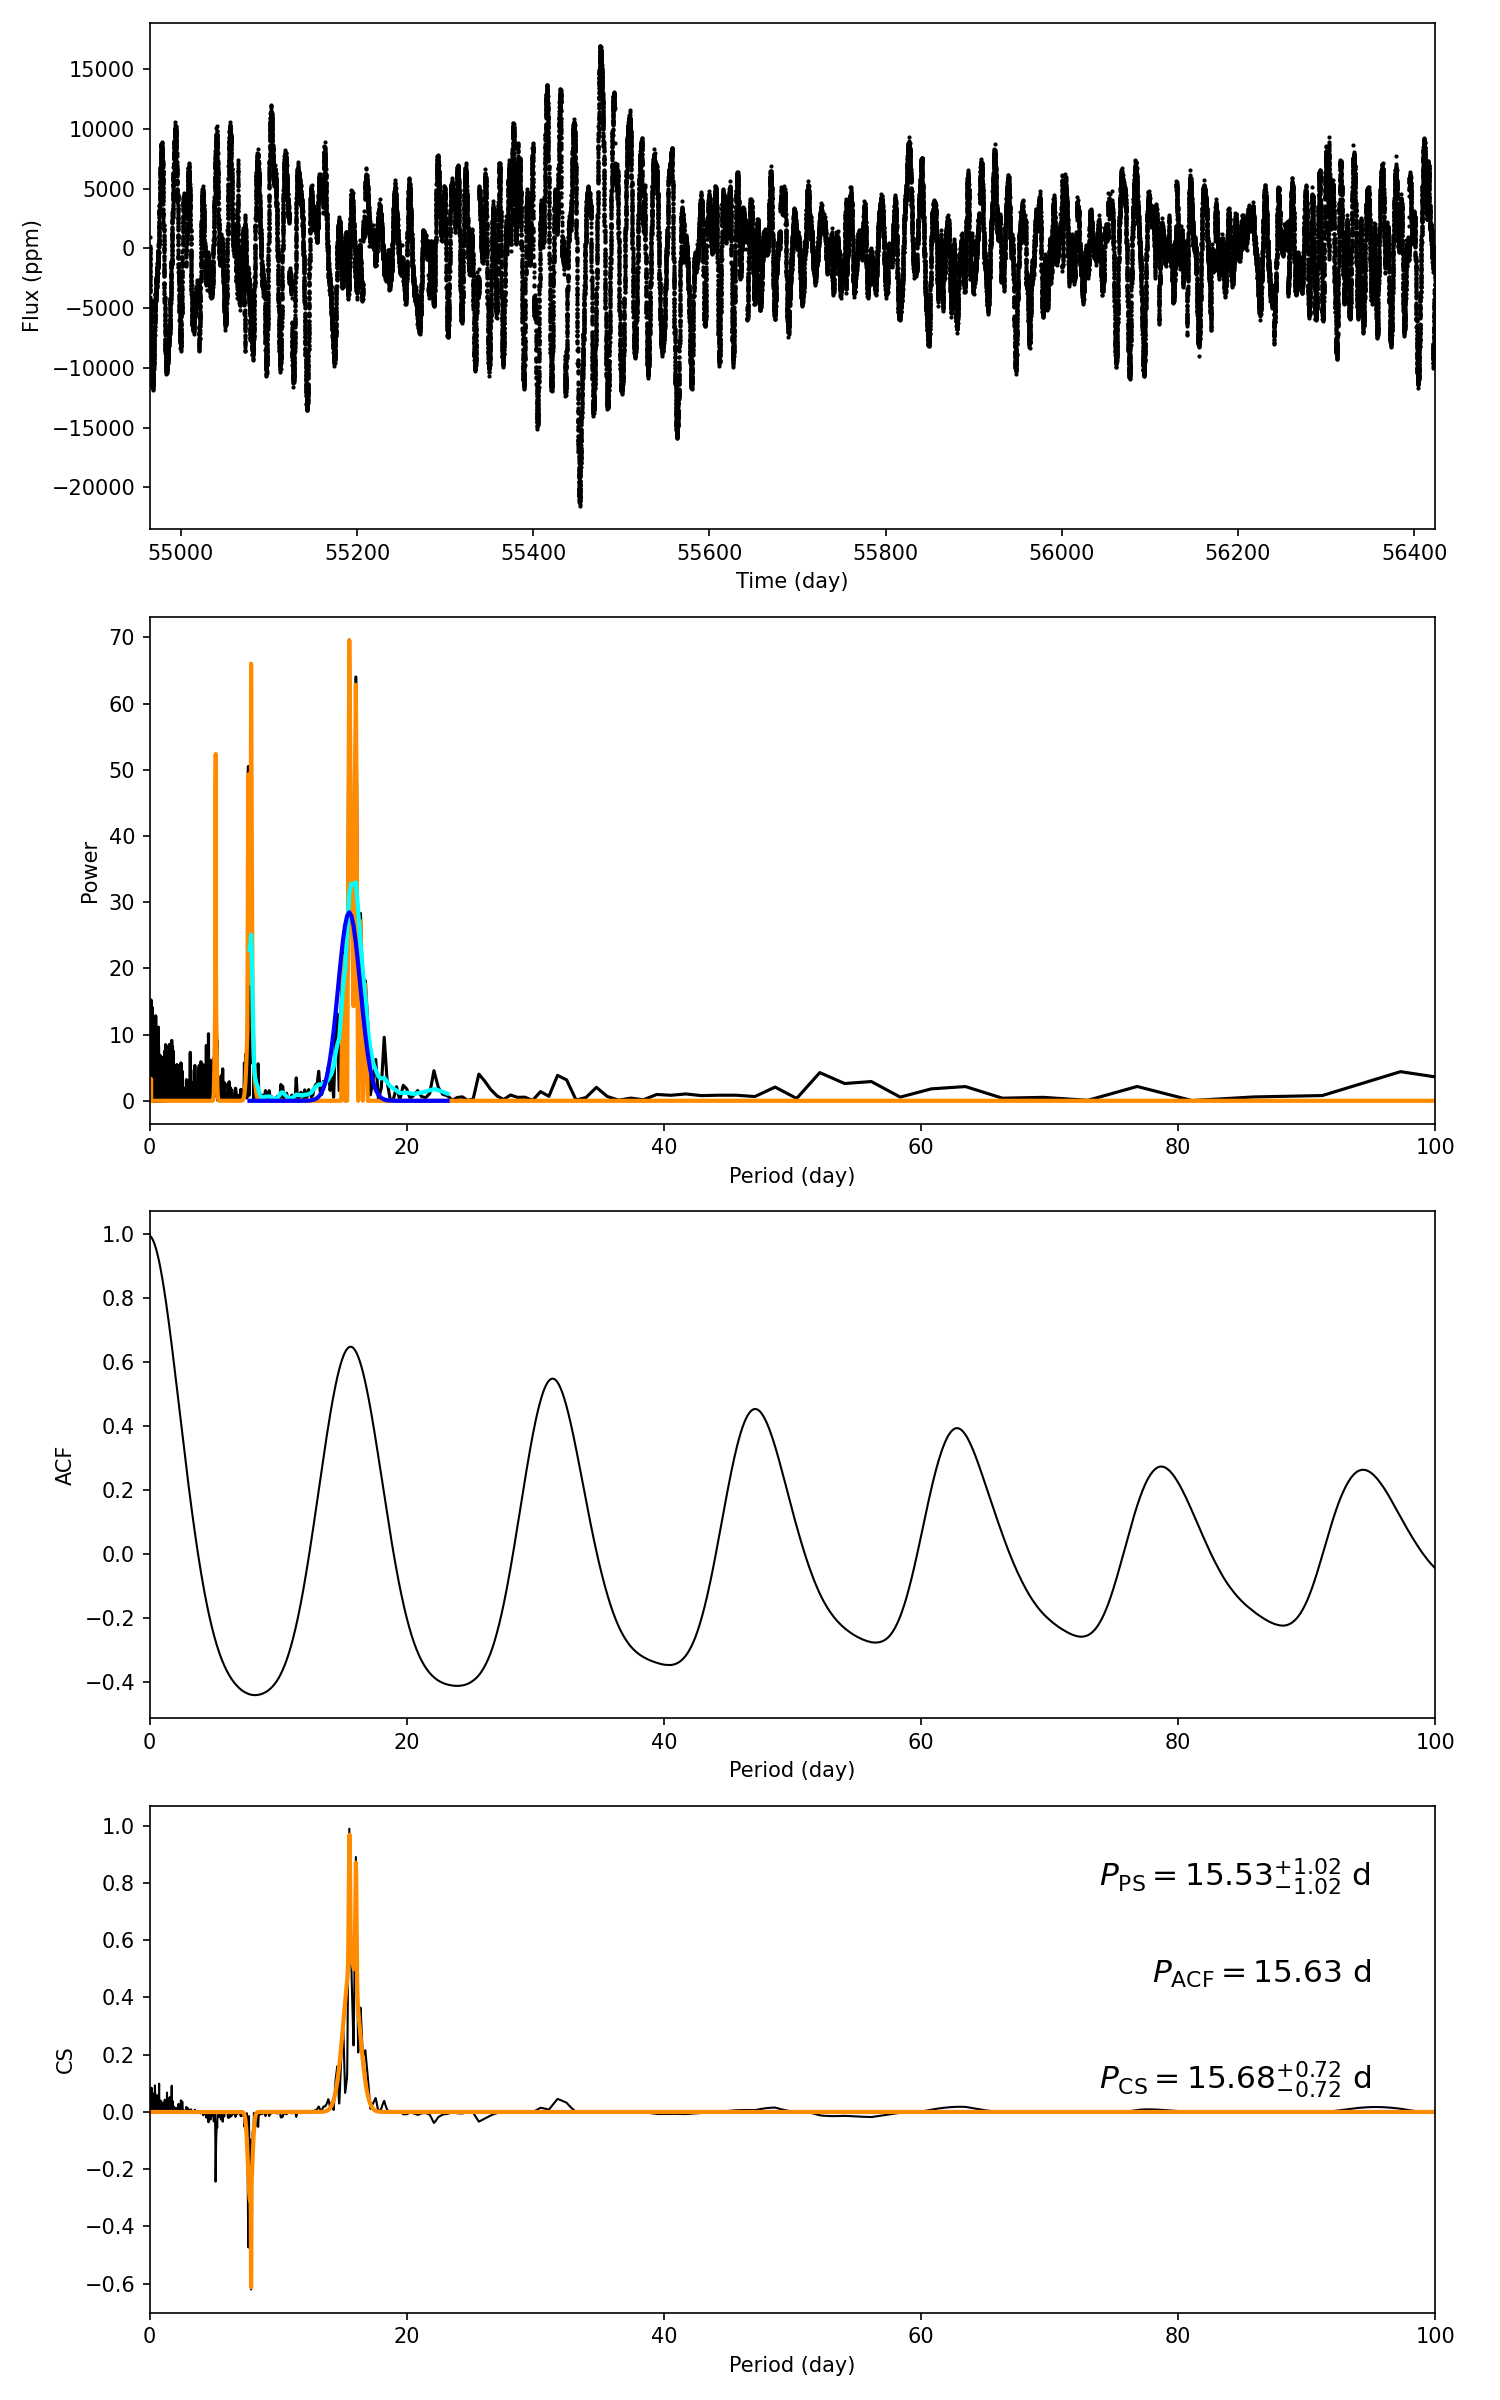 15000
10000
5000
0
−5000
−10000
−15000
−20000
Flux (ppm)
55000 55200 55400 55600 55800 56000 56200 56400
Time (day)
70
60
50
40
30
20
10
0
Power
0 20 40 60 80 100
Period (day)
1.0
0.8
0.6
0.4
0.2
0.0
−0.2
−0.4
ACF
0 20 40 60 80 100
Period (day)
1.0
0.8
0.6
0.4
0.2
0.0
−0.2
−0.4
−0.6
CS
P_PS = 15.53^{+1.02}_{−1.02} d
P_ACF = 15.63 d
P_CS = 15.68^{+0.72}_{−0.72} d
0 20 40 60 80 100
Period (day)